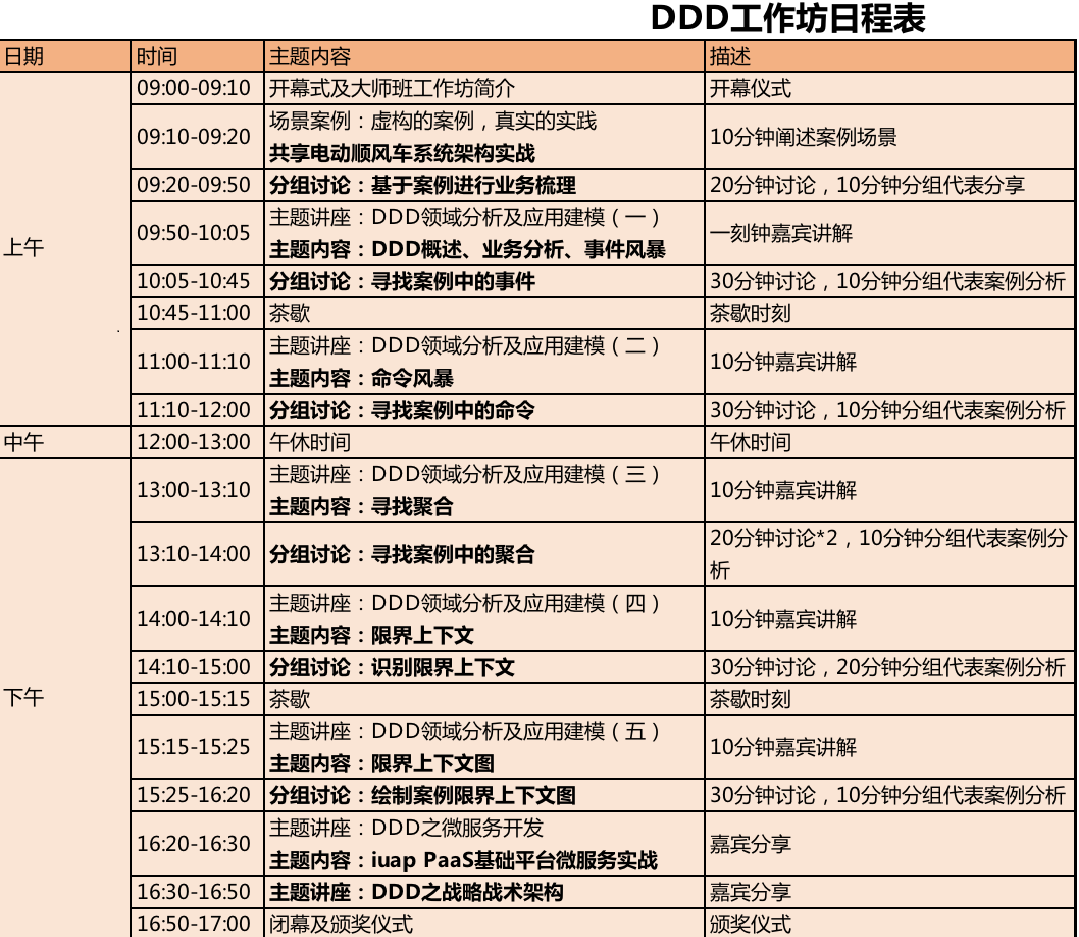 DDD工作坊日程表
日期 时间 主题内容 描述
上午
09:00-09:10 开幕式及大师班工作坊简介 开幕仪式
09:10-09:20 场景案例：虚构的案例，真实的实践
共享电动顺风车系统架构实战 10分钟阐述案例场景
09:20-09:50 分组讨论：基于案例进行业务梳理 20分钟讨论，10分钟分组代表分享
09:50-10:05 主题讲座：DDD领域分析及应用建模（一）
主题内容：DDD概述、业务分析、事件风暴 一刻钟嘉宾讲解
10:05-10:45 分组讨论：寻找案例中的事件 30分钟讨论，10分钟分组代表案例分析
10:45-11:00 茶歇 茶歇时刻
11:00-11:10 主题讲座：DDD领域分析及应用建模（二）
主题内容：命令风暴 10分钟嘉宾讲解
11:10-12:00 分组讨论：寻找案例中的命令 30分钟讨论，10分钟分组代表案例分析
中午 12:00-13:00 午休时间 午休时间
下午
13:00-13:10 主题讲座：DDD领域分析及应用建模（三）
主题内容：寻找聚合 10分钟嘉宾讲解
13:10-14:00 分组讨论：寻找案例中的聚合 20分钟讨论*2，10分钟分组代表案例分
析
14:00-14:10 主题讲座：DDD领域分析及应用建模（四）
主题内容：限界上下文 10分钟嘉宾讲解
14:10-15:00 分组讨论：识别限界上下文 30分钟讨论，20分钟分组代表案例分析
15:00-15:15 茶歇 茶歇时刻
15:15-15:25 主题讲座：DDD领域分析及应用建模（五）
主题内容：限界上下文图 10分钟嘉宾讲解
15:25-16:20 分组讨论：绘制案例限界上下文图 30分钟讨论，10分钟分组代表案例分析
16:20-16:30 主题讲座：DDD之微服务开发
主题内容：iuap PaaS基础平台微服务实战 嘉宾分享
16:30-16:50 主题讲座：DDD之战略战术架构 嘉宾分享
16:50-17:00 闭幕及颁奖仪式 颁奖仪式